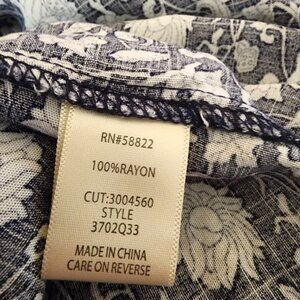 RN#58822
100%RAYON
CUT:3004560
STYLE
3702Q33
MADE IN CHINA
CARE ON REVERSE